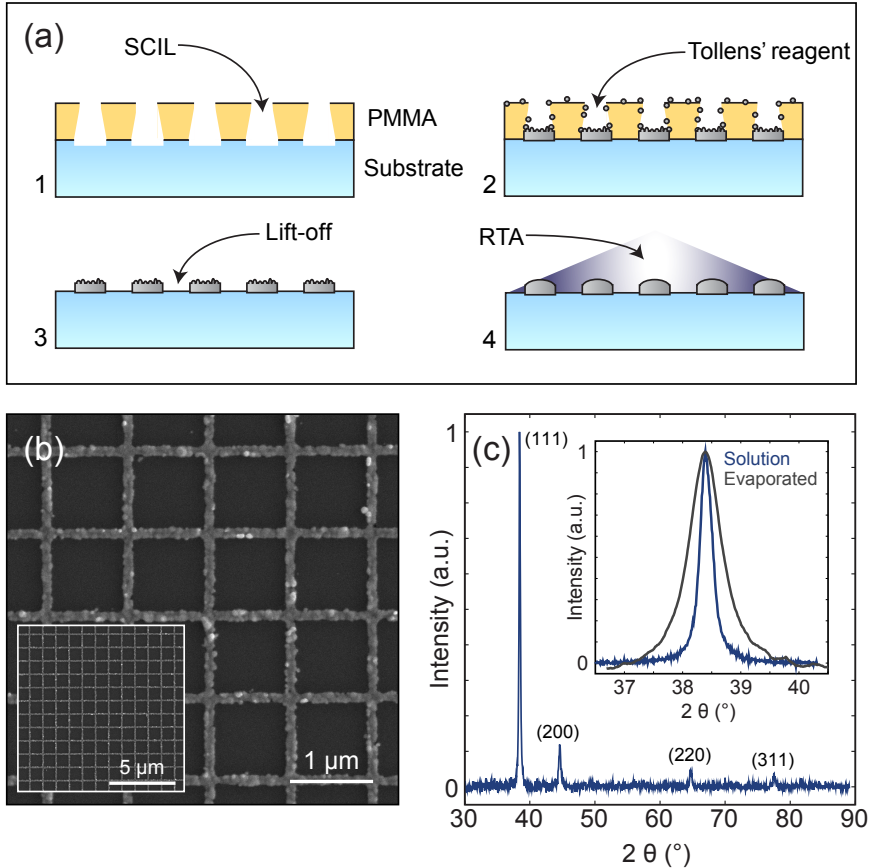 (a)
SCIL
PMMA
Substrate
1
Tollens' reagent
2
Lift-off
3
RTA
4
(b)
5 µm
1 µm
(c)
Intensity (a.u.)
1
0
(111)
(200)
(220)
(311)
30 40 50 60 70 80 90
2 θ (°)
Intensity (a.u.)
1
0
Solution
Evaporated
37 38 39 40
2 θ (°)